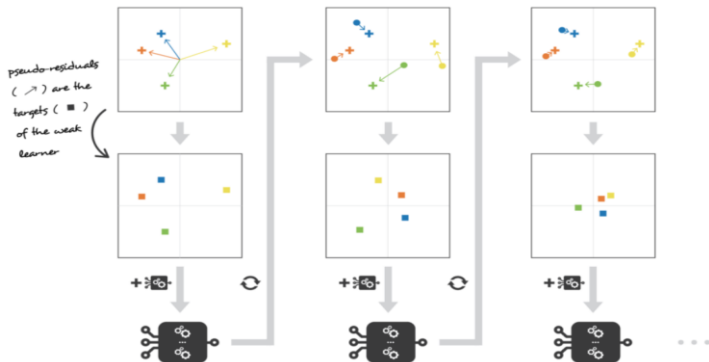 pseudo-residuals
( ↗ ) are the
targets ( ■ )
of the weak
learner